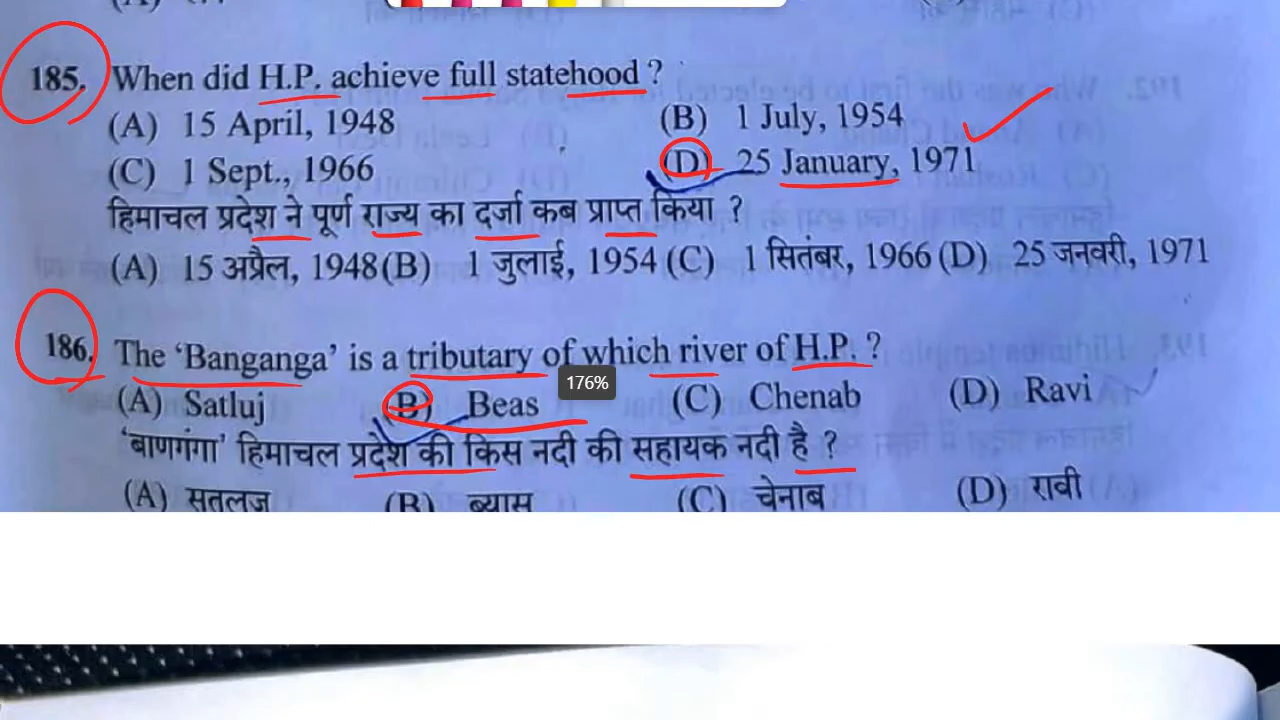 185. When did H.P. achieve full statehood ?
(A) 15 April, 1948 (B) 1 July, 1954
(C) 1 Sept., 1966 (D) 25 January, 1971
हिमाचल प्रदेश ने पूर्ण राज्य का दर्जा कब प्राप्त किया ?
(A) 15 अप्रैल, 1948 (B) 1 जुलाई, 1954 (C) 1 सितंबर, 1966 (D) 25 जनवरी, 1971
186. The ‘Banganga’ is a tributary of which river of H.P. ?
176%
(A) Satluj (B) Beas (C) Chenab (D) Ravi
‘बाणगंगा’ हिमाचल प्रदेश की किस नदी की सहायक नदी है ?
(A) सतलुज (B) ब्यास (C) चेनाब (D) रावी